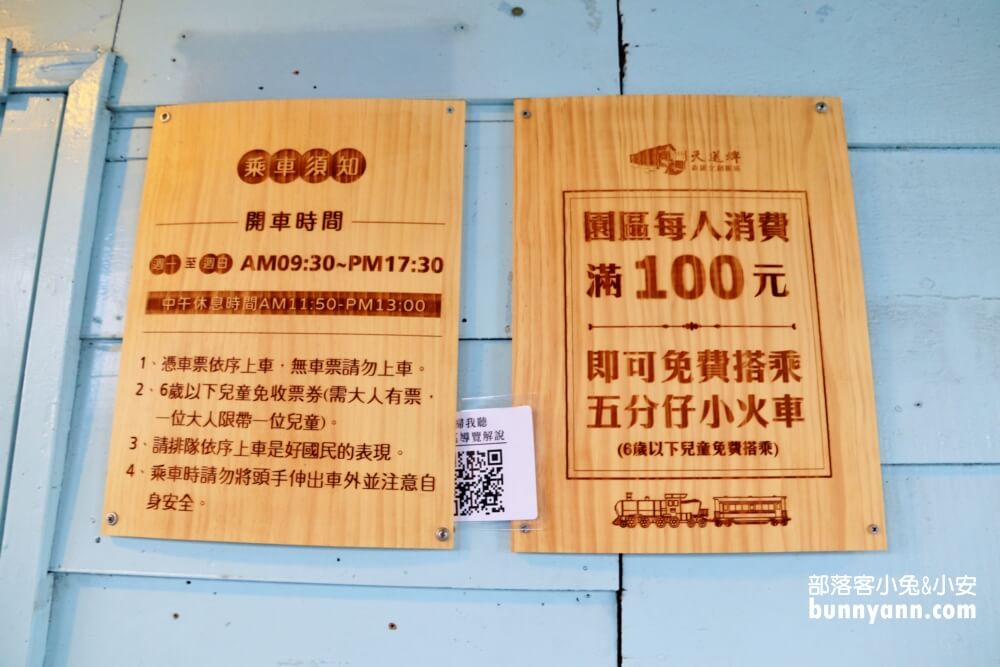 乘車須知
開車時間
週十至週日 AM09:30~PM17:30
中午休息時間AM11:50-PM13:00
1、憑車票依序上車，無車票請勿上車。
2、6歲以下兒童免收票券(需大人有票，
一位大人限帶一位兒童)。
3、請排隊依序上車是好國民的表現。
4、乘車時請勿將頭手伸出車外並注意自
身安全。
掃我聽
導覽解說
天送埤
園區每人消費
滿100元
即可免費搭乘
五分仔小火車
(6歲以下兒童免費搭乘)
部落客小兔&小安
bunnyann.com